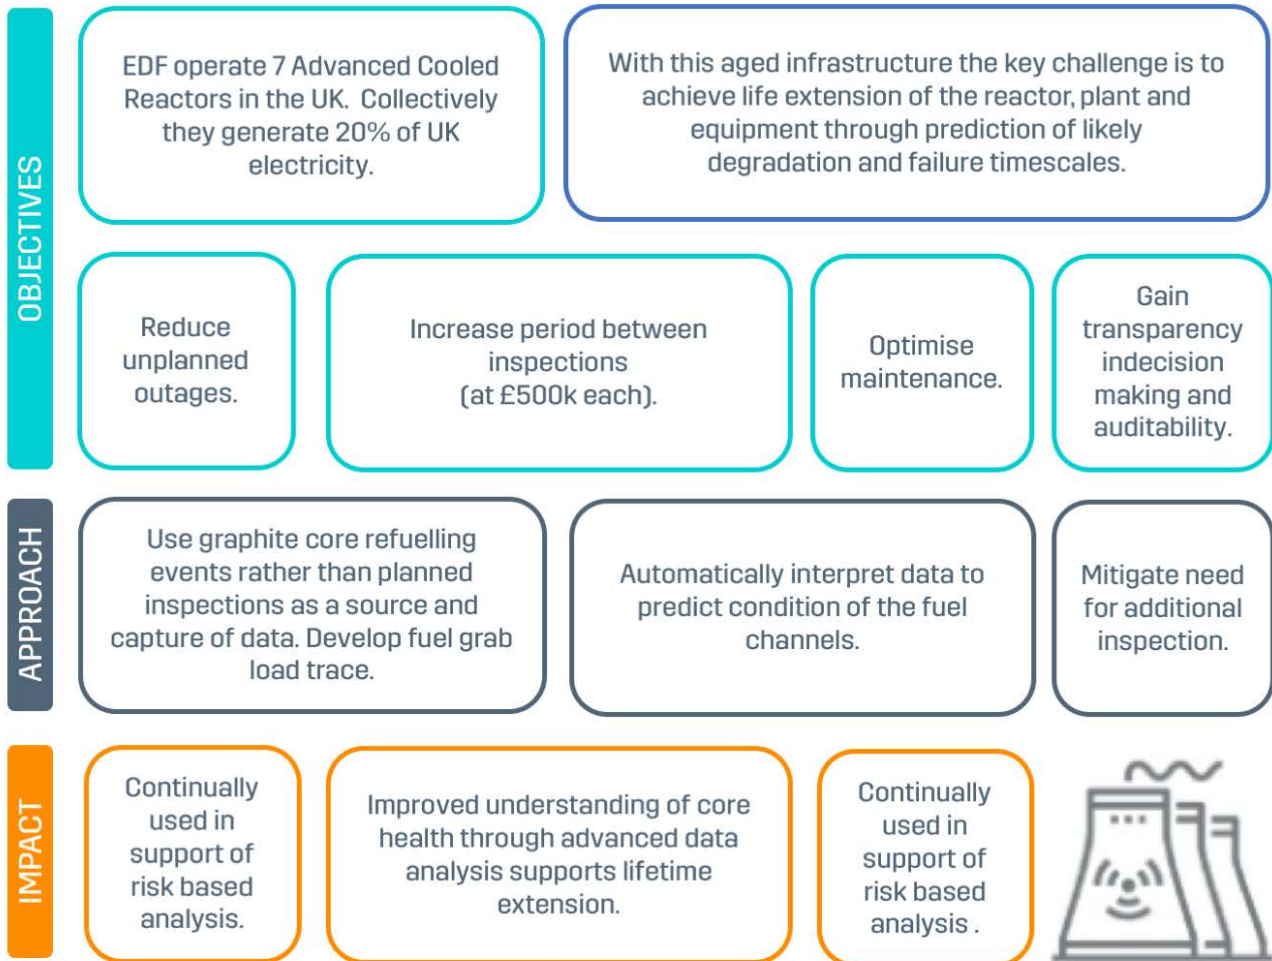 OBJECTIVES
EDF operate 7 Advanced Cooled
Reactors in the UK. Collectively
they generate 20% of UK
electricity.
With this aged infrastructure the key challenge is to
achieve life extension of the reactor, plant and
equipment through prediction of likely
degradation and failure timescales.
Reduce
unplanned
outages.
Increase period between
inspections
(at £500k each).
Optimise
maintenance.
Gain
transparency
indecision
making and
auditability.
APPROACH
Use graphite core refuelling
events rather than planned
inspections as a source and
capture of data. Develop fuel grab
load trace.
Automatically interpret data to
predict condition of the fuel
channels.
Mitigate need
for additional
inspection.
IMPACT
Continually
used in
support of
risk based
analysis.
Improved understanding of core
health through advanced data
analysis supports lifetime
extension.
Continually
used in
support of
risk based
analysis .